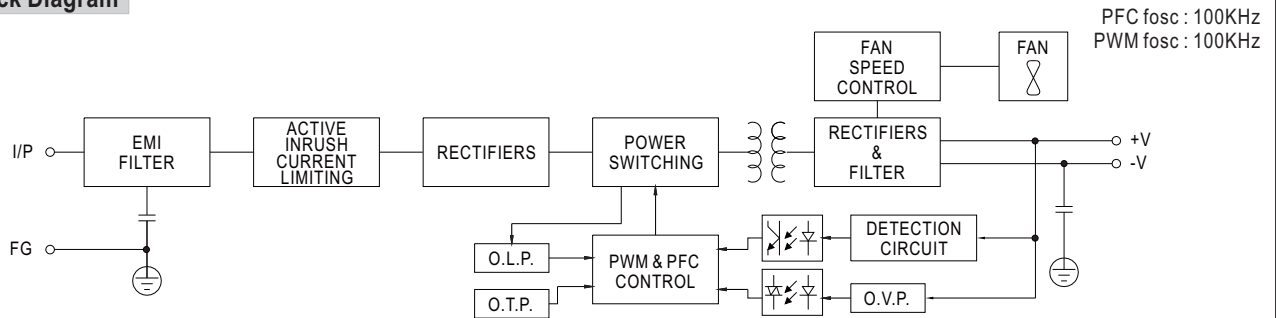 ck Diagram
PFC fosc : 100KHz
PWM fosc : 100KHz
FAN
SPEED
CONTROL
FAN
I/P
EMI
FILTER
ACTIVE
INRUSH
CURRENT
LIMITING
RECTIFIERS
POWER
SWITCHING
RECTIFIERS
&
FILTER
+V
-V
FG
O.L.P.
O.T.P.
PWM & PFC
CONTROL
DETECTION
CIRCUIT
O.V.P.